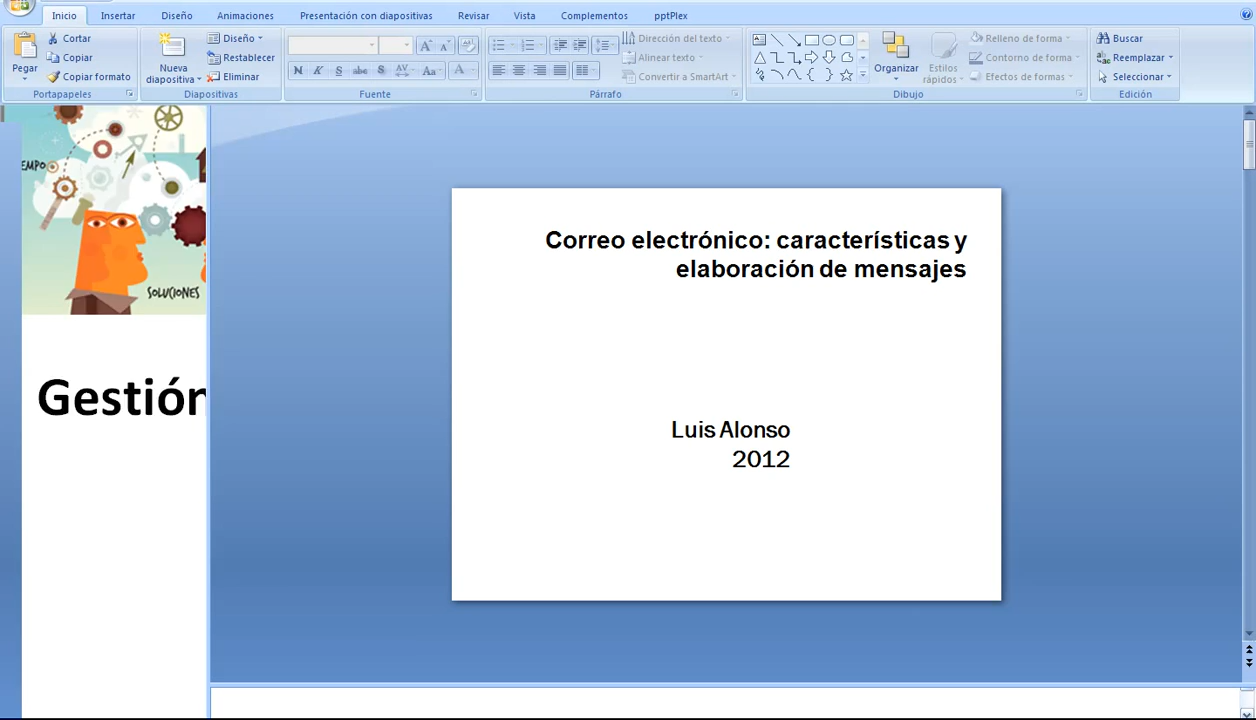 Inicio
Insertar
Diseño
Animaciones
Presentación con diapositivas
Revisar
Vista
Complementos
pptPlex
Pegar
Cortar
Copiar
Copiar formato
Portapapeles
Nueva
diapositiva
Diseño
Restablecer
Eliminar
Diapositivas
N K S abc S AV Aa A
Fuente
Dirección del texto
Alinear texto
Convertir a SmartArt
Párrafo
Organizar
Estilos
rápidos
Relleno de forma
Contorno de forma
Efectos de formas
Dibujo
Buscar
Reemplazar
Seleccionar
Edición
EMPO
SOLUCIONES
Gestión
Correo electrónico: características y
elaboración de mensajes
Luis Alonso
2012